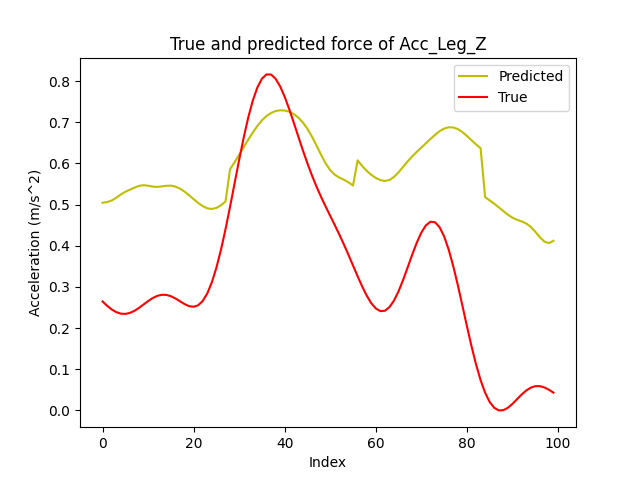 True and predicted force of Acc_Leg_Z
Predicted
True
0.8
0.7
0.6
0.5
0.4
0.3
0.2
0.1
0.0
Acceleration (m/s^2)
0 20 40 60 80 100
Index